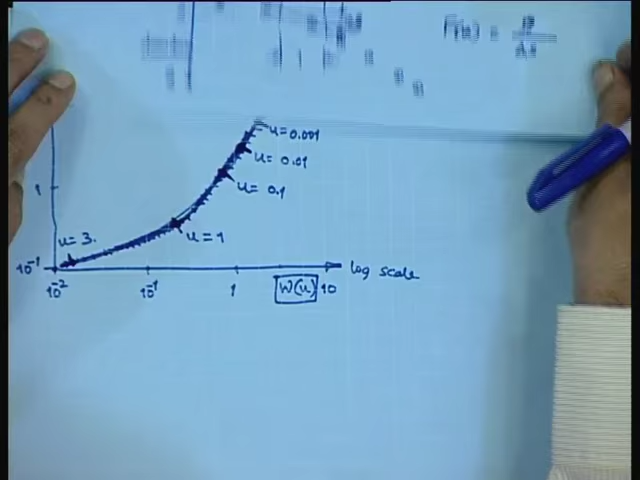 F(u) =
u=0.001
u= 0.01
1
u= 0.1
u= 3.
u=1
10⁻¹
log scale
10⁻² 10⁻¹ 1 W(u) 10